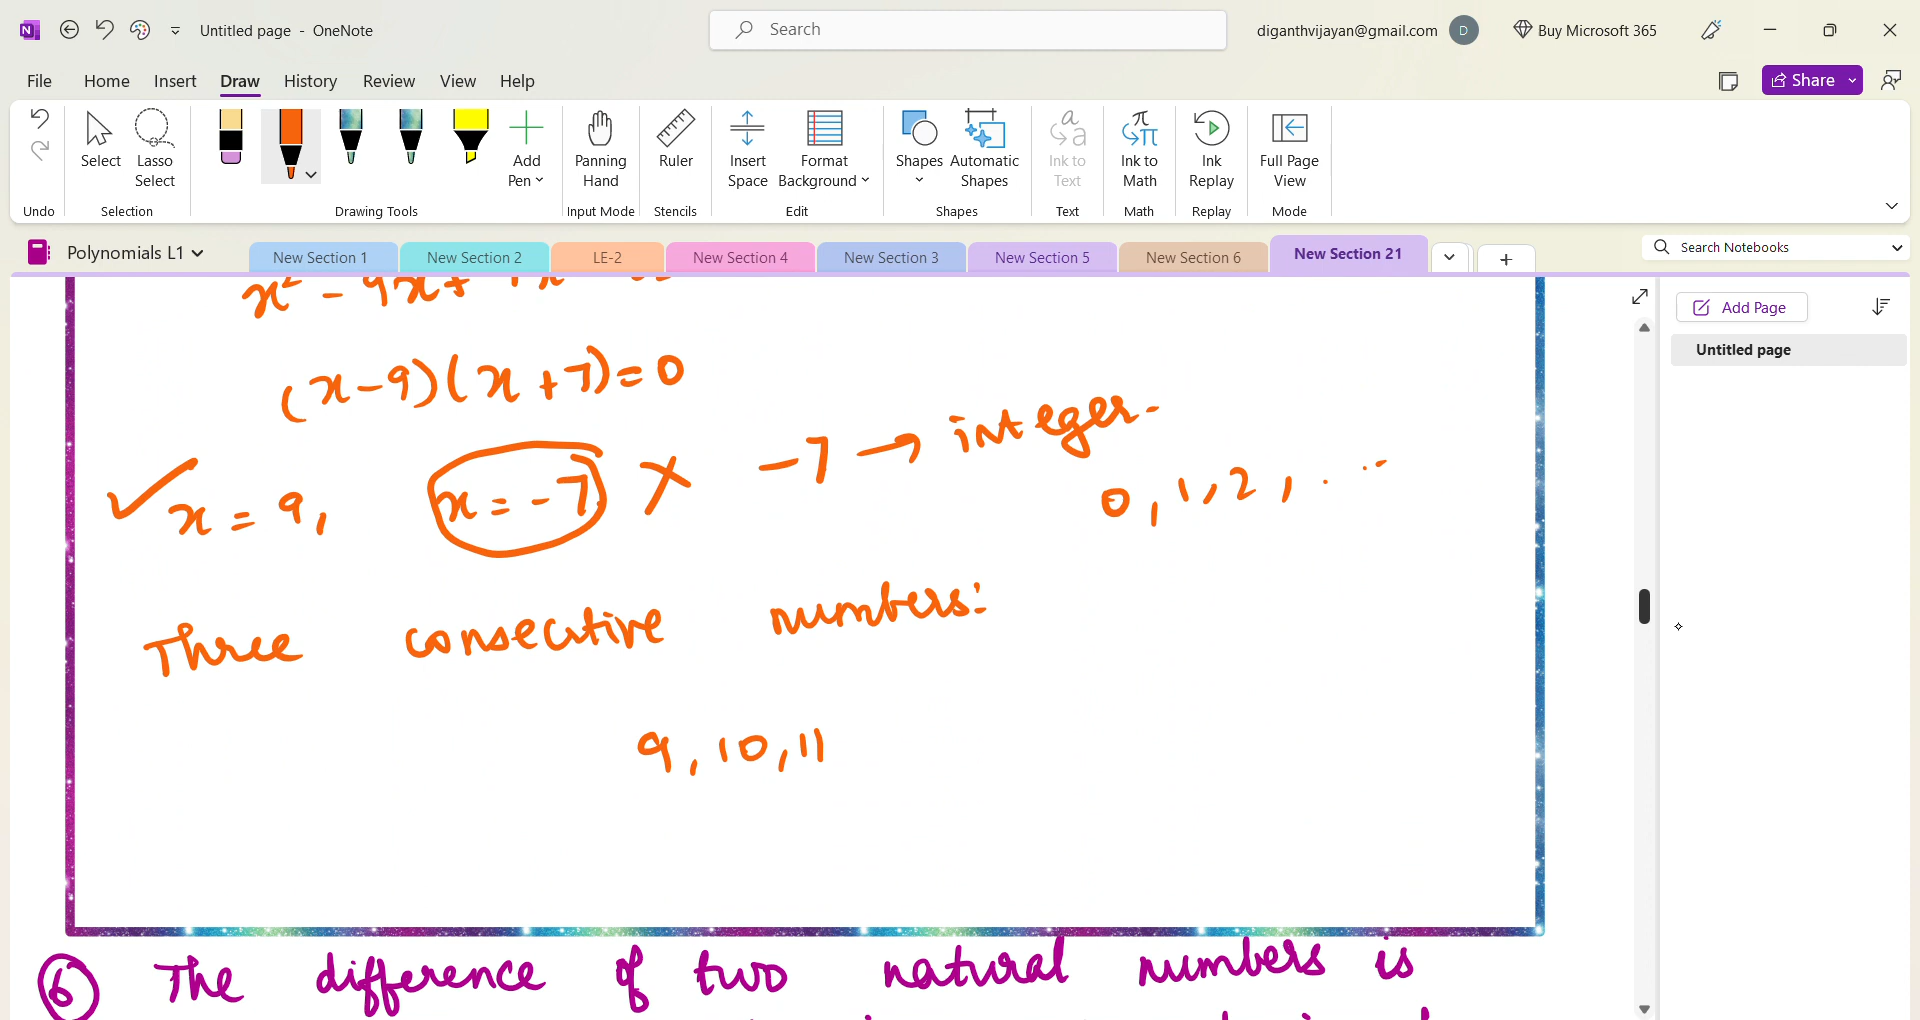 Untitled page - OneNote
Search
diganthvijayan@gmail.com
D
Buy Microsoft 365
File Home Insert Draw History Review View Help
Share
Select
Lasso Select
Add Pen
Panning Hand
Ruler
Insert Space
Format Background
Shapes
Automatic Shapes
Ink to Text
Ink to Math
Ink Replay
Full Page View
Undo Selection Drawing Tools Input Mode Stencils Edit Shapes Text Math Replay Mode
Polynomials L1
New Section 1 New Section 2 LE-2 New Section 4 New Section 3 New Section 5 New Section 6 New Section 21
Search Notebooks
Add Page
Untitled page
x² - 9x +
(x-9)(x+7)=0
x = 9, x = -7 × -7 → integer.
0, 1, 2, ...
Three consecutive numbers:
9, 10, 11
6 The difference of two natural numbers is